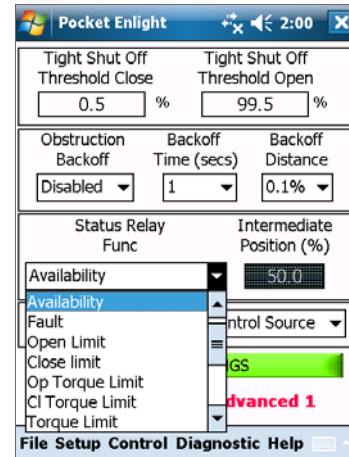 Pocket Enlight 2:00
Tight Shut Off Tight Shut Off
Threshold Close Threshold Open
0.5 % 99.5 %
Obstruction Backoff Backoff
Backoff Time (secs) Distance
Disabled 1 0.1%
Status Relay Intermediate
Func Position (%)
Availability 50.0
Availability
Fault ntrol Source
Open Limit
Close limit GS
Op Torque Limit
Cl Torque Limit dvanced 1
Torque Limit
File Setup Control Diagnostic Help